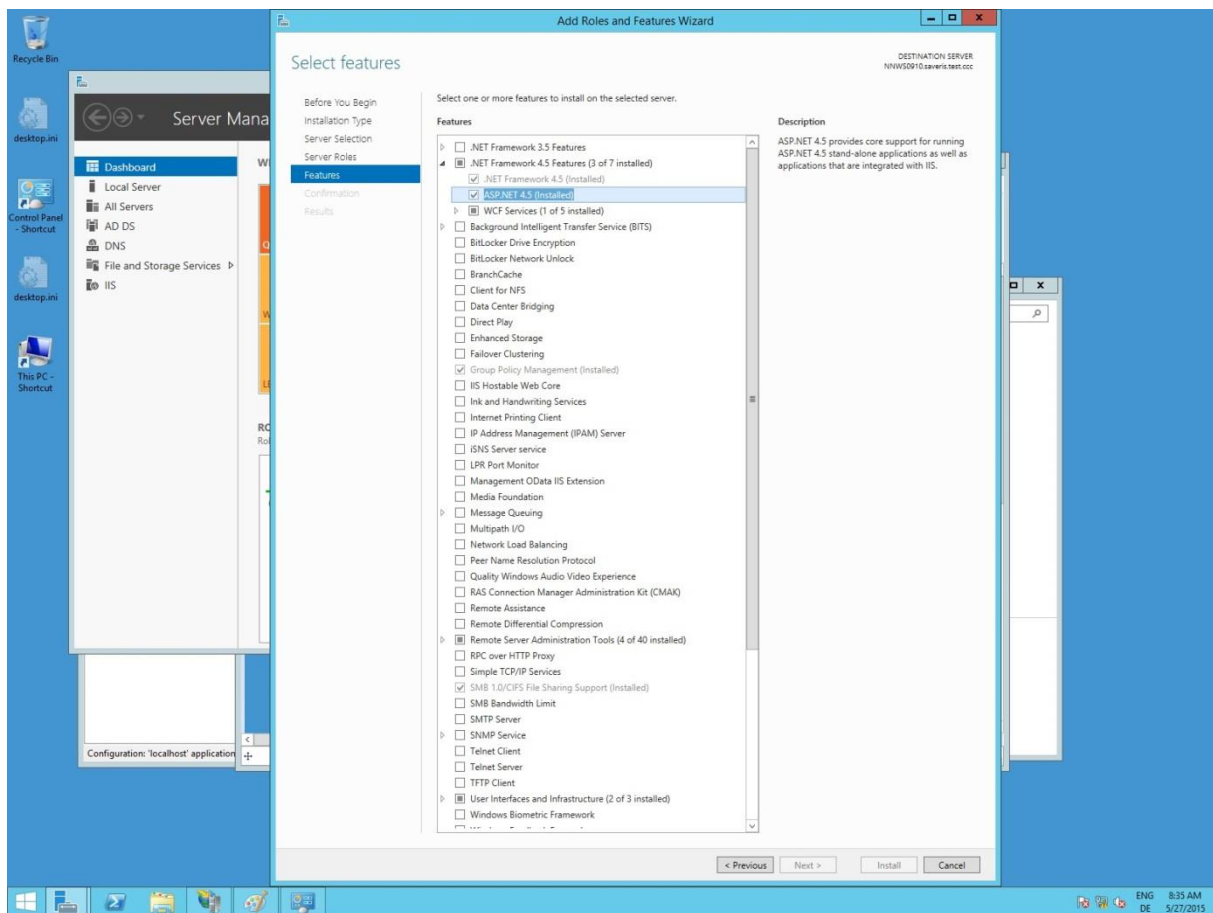 Recycle Bin
desktop.ini
Control Panel
- Shortcut
desktop.ini
This PC -
Shortcut
Server Mana
Dashboard
Local Server
All Servers
AD DS
DNS
File and Storage Services
IIS
Configuration: 'localhost' application
Add Roles and Features Wizard
Select features
DESTINATION SERVER
NNWS0910.saveris.test.ccc
Before You Begin
Installation Type
Server Selection
Server Roles
Features
Confirmation
Results
Select one or more features to install on the selected server.
Features
.NET Framework 3.5 Features
.NET Framework 4.5 Features (3 of 7 installed)
.NET Framework 4.5 (Installed)
ASP.NET 4.5 (Installed)
WCF Services (1 of 5 installed)
Background Intelligent Transfer Service (BITS)
BitLocker Drive Encryption
BitLocker Network Unlock
BranchCache
Client for NFS
Data Center Bridging
Direct Play
Enhanced Storage
Failover Clustering
Group Policy Management (Installed)
IIS Hostable Web Core
Ink and Handwriting Services
Internet Printing Client
IP Address Management (IPAM) Server
iSNS Server service
LPR Port Monitor
Management OData IIS Extension
Media Foundation
Message Queuing
Multipath I/O
Network Load Balancing
Peer Name Resolution Protocol
Quality Windows Audio Video Experience
RAS Connection Manager Administration Kit (CMAK)
Remote Assistance
Remote Differential Compression
Remote Server Administration Tools (4 of 40 installed)
RPC over HTTP Proxy
Simple TCP/IP Services
SMB 1.0/CIFS File Sharing Support (Installed)
SMB Bandwidth Limit
SMTP Server
SNMP Service
Telnet Client
Telnet Server
TFTP Client
User Interfaces and Infrastructure (2 of 3 installed)
Windows Biometric Framework
Description
ASP.NET 4.5 provides core support for running
ASP.NET 4.5 stand-alone applications as well as
applications that are integrated with IIS.
< Previous
Next >
Install
Cancel
ENG
DE
8:35 AM
5/27/2015